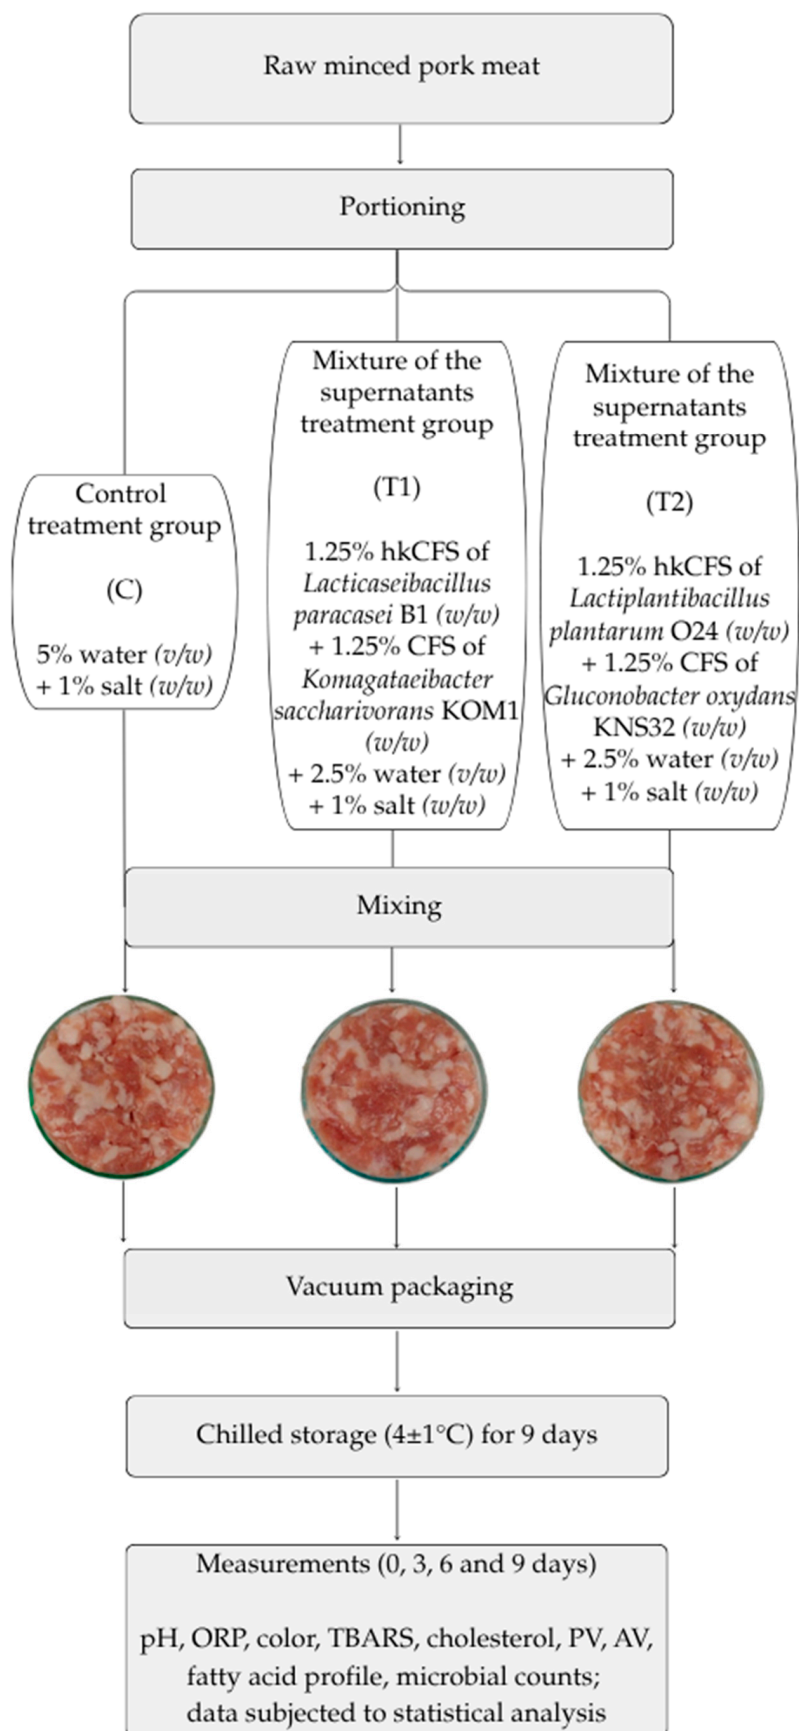 Raw minced pork meat
Portioning
Control
treatment group
(C)
5% water (v/w)
+ 1% salt (w/w)
Mixture of the
supernatants
treatment group
(T1)
1.25% hkCFS of
Lacticaseibacillus
paracasei B1 (w/w)
+ 1.25% CFS of
Komagataeibacter
saccharivorans KOM1
(w/w)
+ 2.5% water (v/w)
+ 1% salt (w/w)
Mixture of the
supernatants
treatment group
(T2)
1.25% hkCFS of
Lactiplantibacillus
plantarum O24 (w/w)
+ 1.25% CFS of
Gluconobacter oxydans
KNS32 (w/w)
+ 2.5% water (v/w)
+ 1% salt (w/w)
Mixing
Vacuum packaging
Chilled storage (4±1°C) for 9 days
Measurements (0, 3, 6 and 9 days)
pH, ORP, color, TBARS, cholesterol, PV, AV,
fatty acid profile, microbial counts;
data subjected to statistical analysis